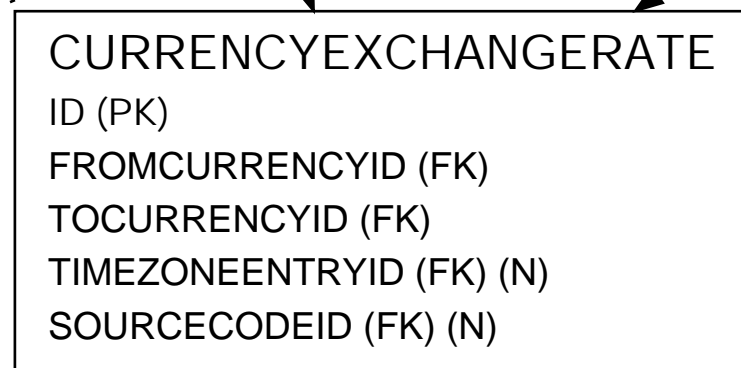 CURRENCYEXCHANGERATE
ID (PK)
FROMCURRENCYID (FK)
TOCURRENCYID (FK)
TIMEZONEENTRYID (FK) (N)
SOURCECODEID (FK) (N)